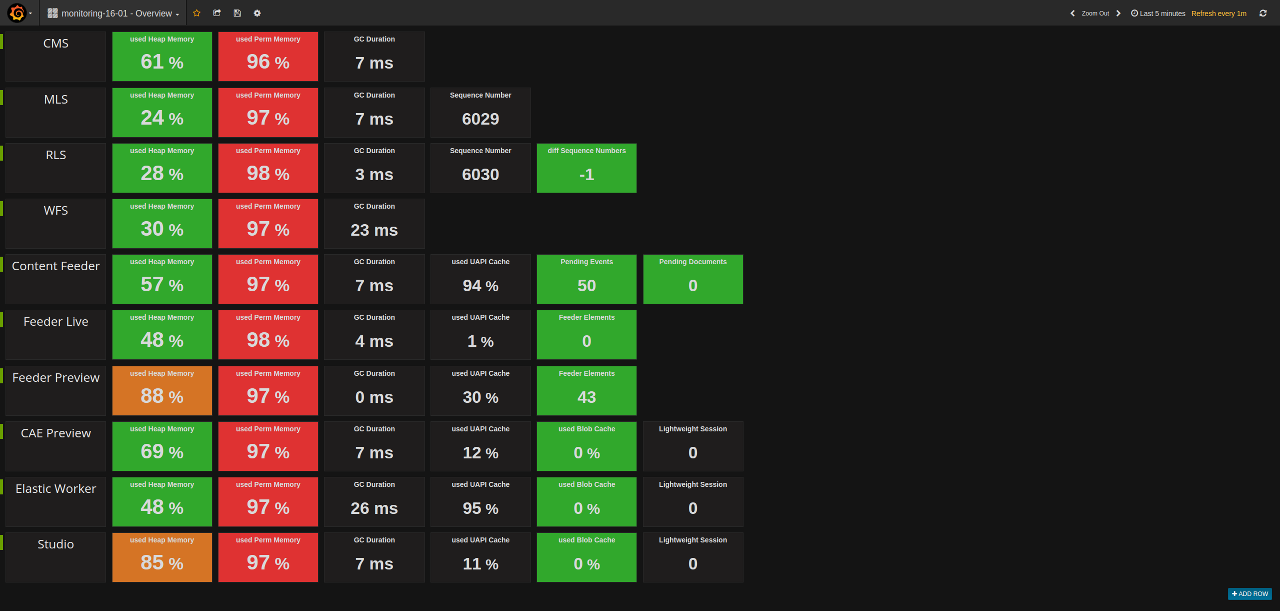 monitoring-16-01 - Overview
Zoom Out
Last 5 minutes Refresh every 1m
CMS
used Heap Memory
61 %
used Perm Memory
96 %
GC Duration
7 ms
MLS
used Heap Memory
24 %
used Perm Memory
97 %
GC Duration
7 ms
Sequence Number
6029
RLS
used Heap Memory
28 %
used Perm Memory
98 %
GC Duration
3 ms
Sequence Number
6030
diff Sequence Numbers
-1
WFS
used Heap Memory
30 %
used Perm Memory
97 %
GC Duration
23 ms
Content Feeder
used Heap Memory
57 %
used Perm Memory
97 %
GC Duration
7 ms
used UAPI Cache
94 %
Pending Events
50
Pending Documents
0
Feeder Live
used Heap Memory
48 %
used Perm Memory
98 %
GC Duration
4 ms
used UAPI Cache
1 %
Feeder Elements
0
Feeder Preview
used Heap Memory
88 %
used Perm Memory
97 %
GC Duration
0 ms
used UAPI Cache
30 %
Feeder Elements
43
CAE Preview
used Heap Memory
69 %
used Perm Memory
97 %
GC Duration
7 ms
used UAPI Cache
12 %
used Blob Cache
0 %
Lightweight Session
0
Elastic Worker
used Heap Memory
48 %
used Perm Memory
97 %
GC Duration
26 ms
used UAPI Cache
95 %
used Blob Cache
0 %
Lightweight Session
0
Studio
used Heap Memory
85 %
used Perm Memory
97 %
GC Duration
7 ms
used UAPI Cache
11 %
used Blob Cache
0 %
Lightweight Session
0
+ ADD ROW